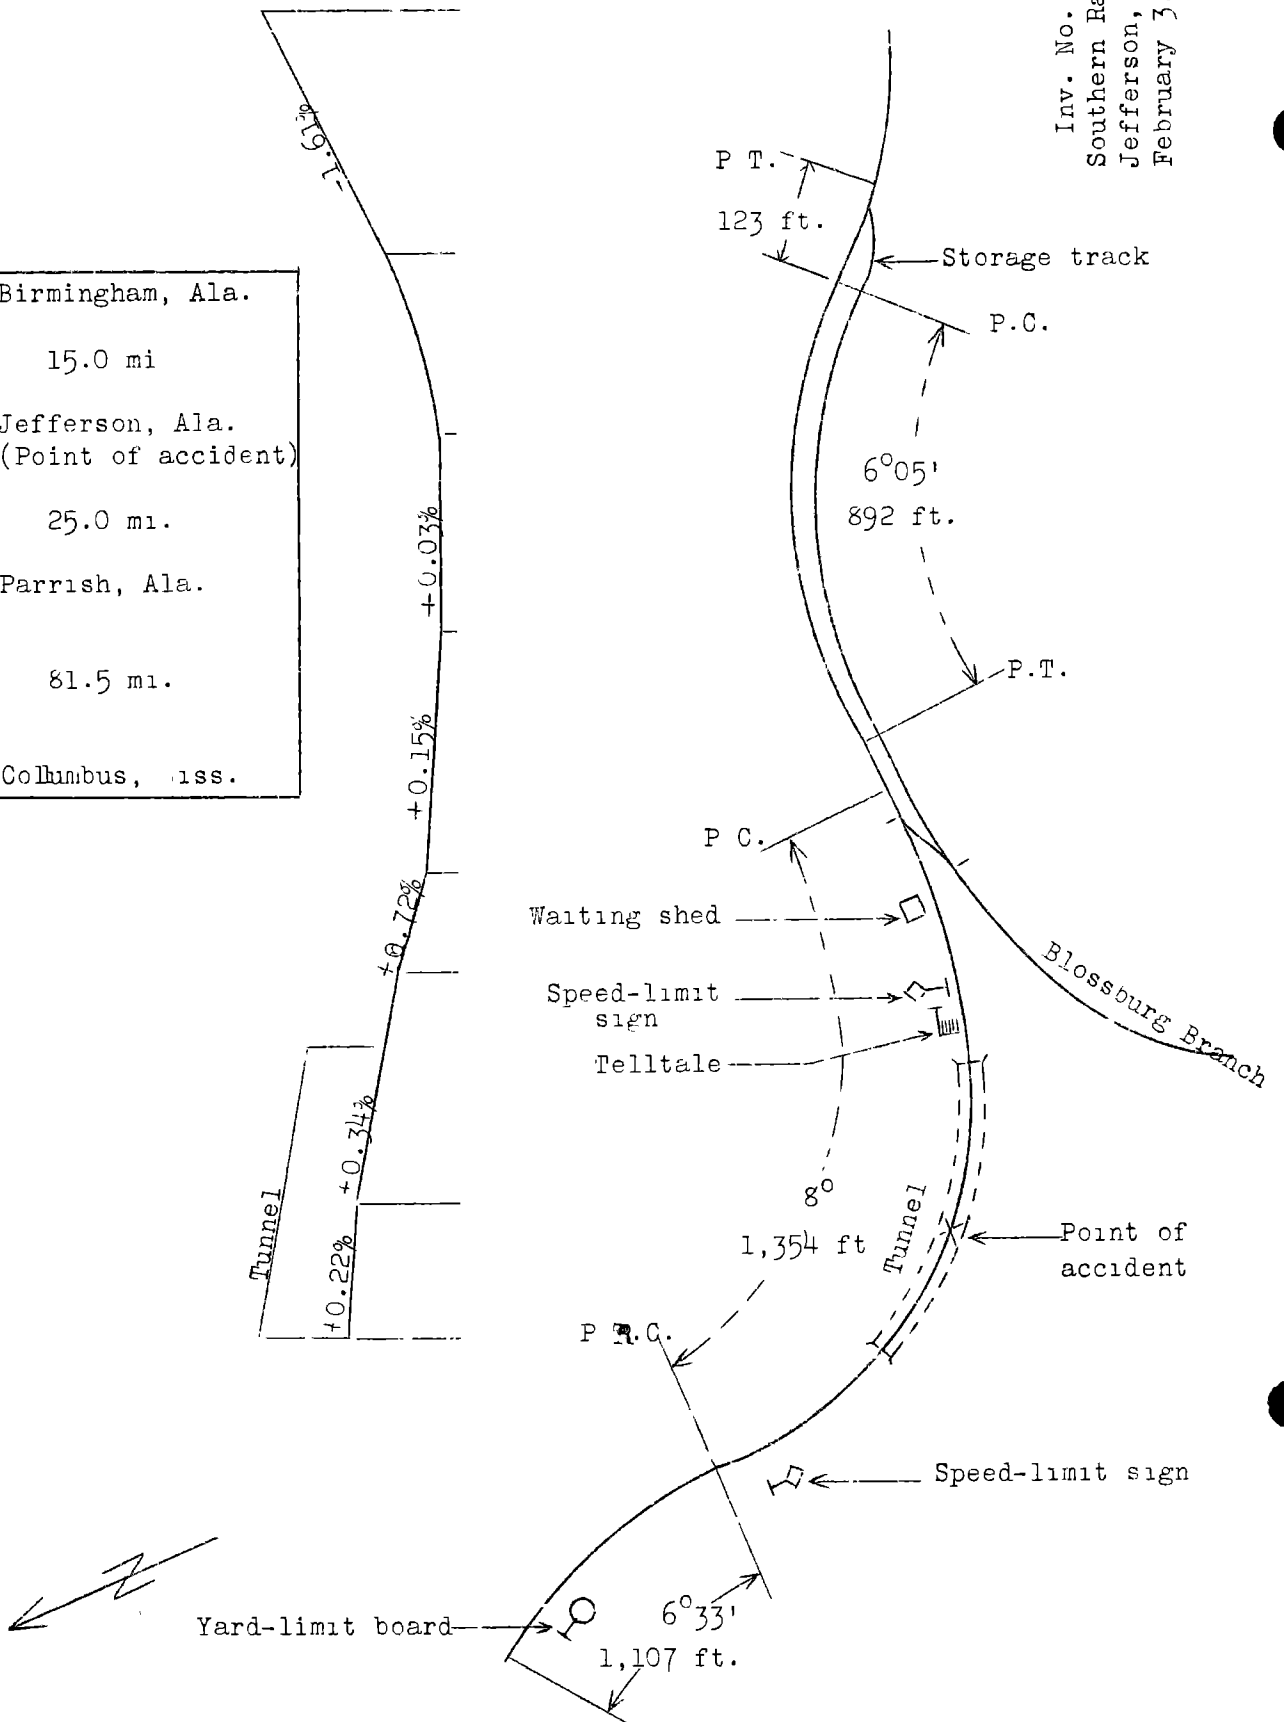 Inv. No.
Southern Ra
Jefferson,
February 3
-1.61%
Birmingham, Ala.
15.0 mi
Jefferson, Ala.
(Point of accident)
25.0 mi.
Parrish, Ala.
81.5 mi.
Columbus, iss.
+0.03%
+0.15%
+0.72%
+0.34%
+0.22%
Tunnel
P T.
123 ft.
Storage track
P.C.
6°05'
892 ft.
P.T.
P C.
Waiting shed
Speed-limit
sign
Telltale
Blossburg Branch
8°
1,354 ft
Tunnel
Point of
accident
P R.C.
Speed-limit sign
N
Yard-limit board
6°33'
1,107 ft.